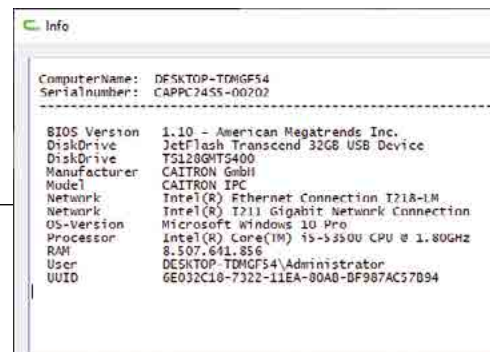 Info
ComputerName: DESKTOP-TDMGF54
Serialnumber: CAPPC24S5-00202
BIOS Version 1.10 - American Megatrends Inc.
DiskDrive JetFlash Transcend 32GB USB Device
DiskDrive TS128GMTS400
Manufacturer CAITRON GmbH
Model CAITRON IPC
Network Intel(R) Ethernet Connection I218-LM
Network Intel(R) I211 Gigabit Network Connection
OS-Version Microsoft Windows 10 Pro
Processor Intel(R) Core(TM) i5-5350U CPU @ 1.80GHz
RAM 8.507.641.856
User DESKTOP-TDMGF54\Administrator
UUID 6E032C18-7322-11EA-80AB-BF987AC57B94